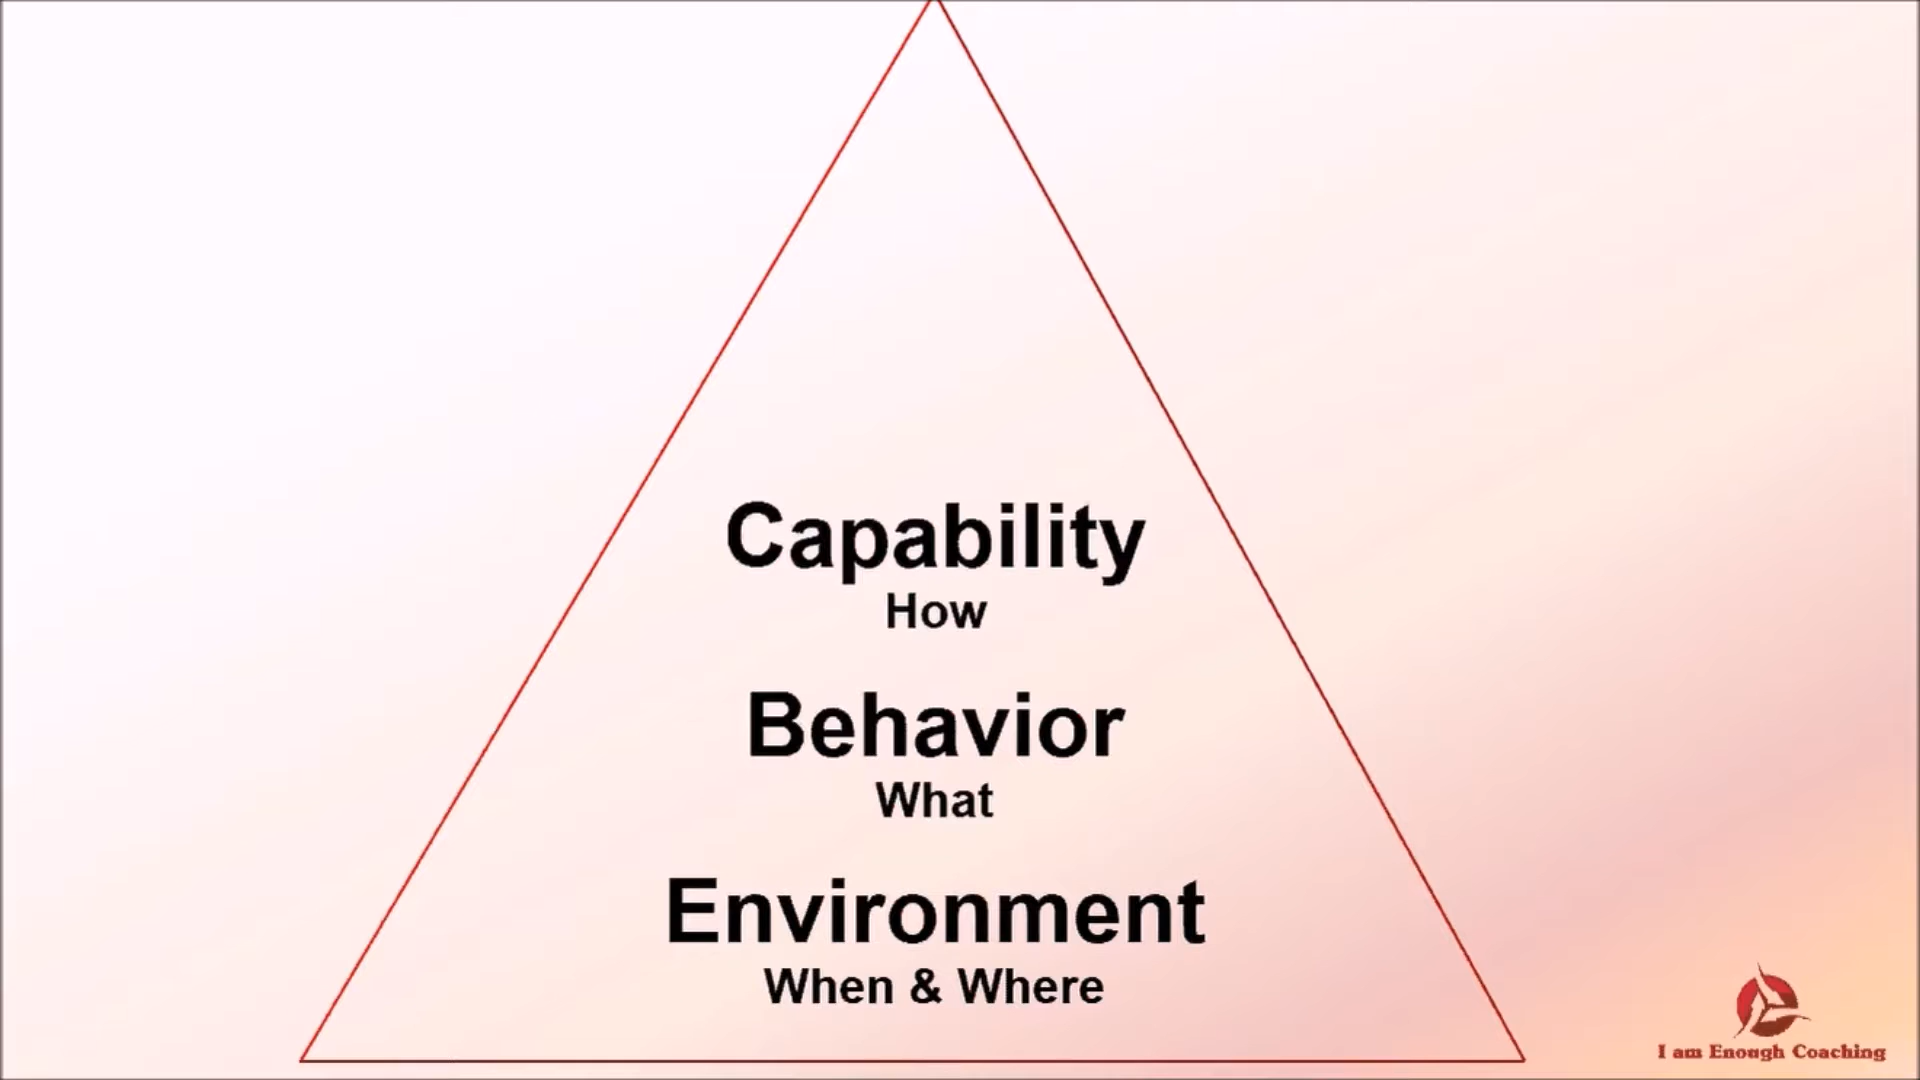 Capability
How
Behavior
What
Environment
When & Where
I am Enough Coaching